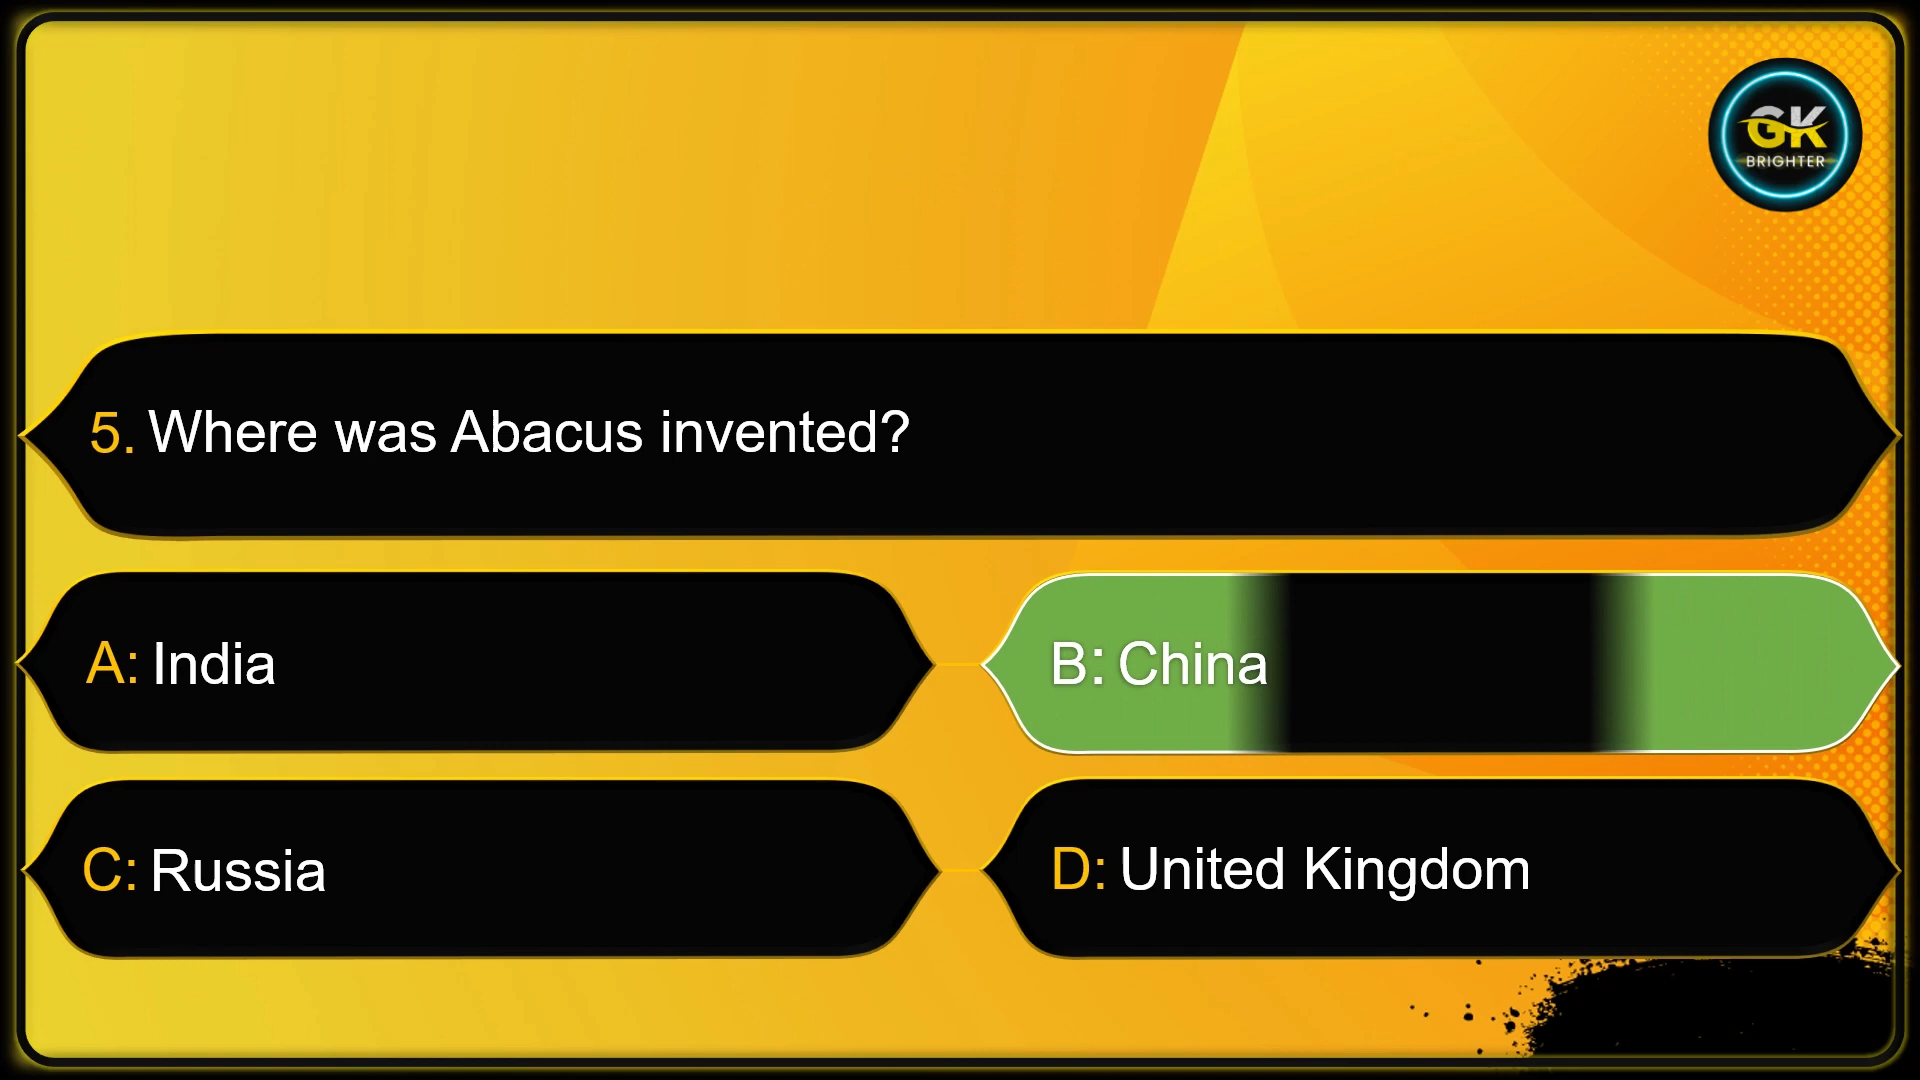 GK
BRIGHTER
5. Where was Abacus invented?
A: India
B: China
C: Russia
D: United Kingdom